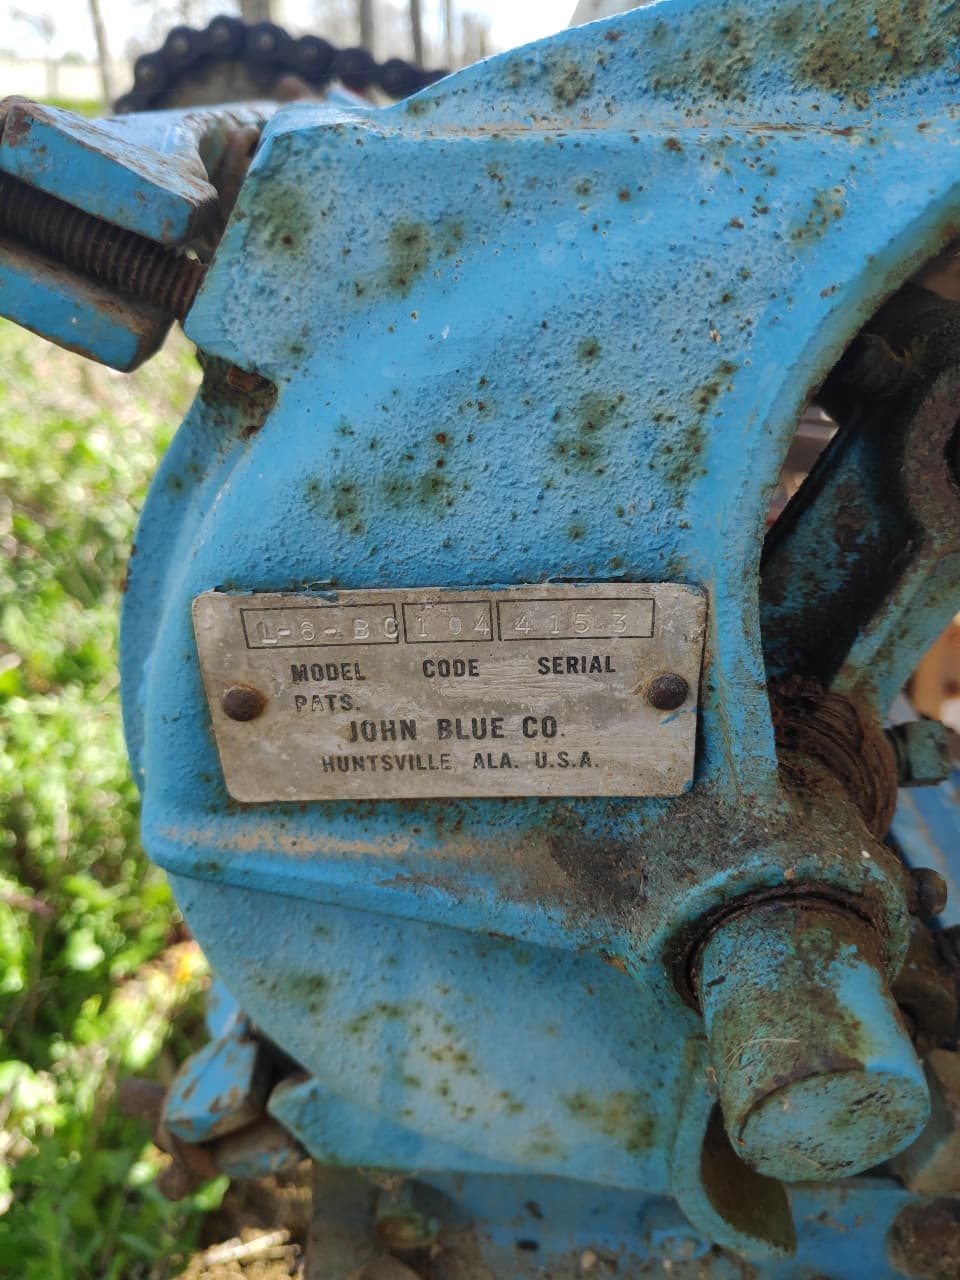 L-6-BC 104 4153
MODEL CODE SERIAL
PATS.
JOHN BLUE CO.
HUNTSVILLE, ALA. U.S.A.